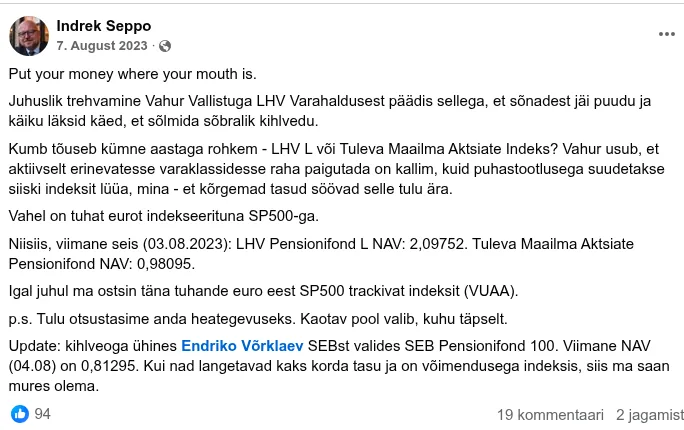 Indrek Seppo
7. August 2023 ·
Put your money where your mouth is.
Juhuslik trehvamine Vahur Vallistuga LHV Varahaldusest päädis sellega, et sõnadest jäi puudu ja
käiku läksid käed, et sõlmida sõbralik kihlvedu.
Kumb tõuseb kümne aastaga rohkem - LHV L või Tuleva Maailma Aktsiate Indeks? Vahur usub, et
aktiivselt erinevatesse varaklassidesse raha paigutada on kallim, kuid puhastootlusega suudetakse
siiski indeksit lüüa, mina - et kõrgemad tasud söövad selle tulu ära.
Vahel on tuhat eurot indekseerituna SP500-ga.
Niisiis, viimane seis (03.08.2023): LHV Pensionifond L NAV: 2,09752. Tuleva Maailma Aktsiate
Pensionifond NAV: 0,98095.
Igal juhul ma ostsin täna tuhande euro eest SP500 trackivat indeksit (VUAA).
p.s. Tulu otsustasime anda heategevuseks. Kaotav pool valib, kuhu täpselt.
Update: kihlveoga ühines Endriko Võrklaev SEBst valides SEB Pensionifond 100. Viimane NAV
(04.08) on 0,81295. Kui nad langetavad kaks korda tasu ja on võimendusega indeksis, siis ma saan
mures olema.
94
19 kommentaari 2 jagamist